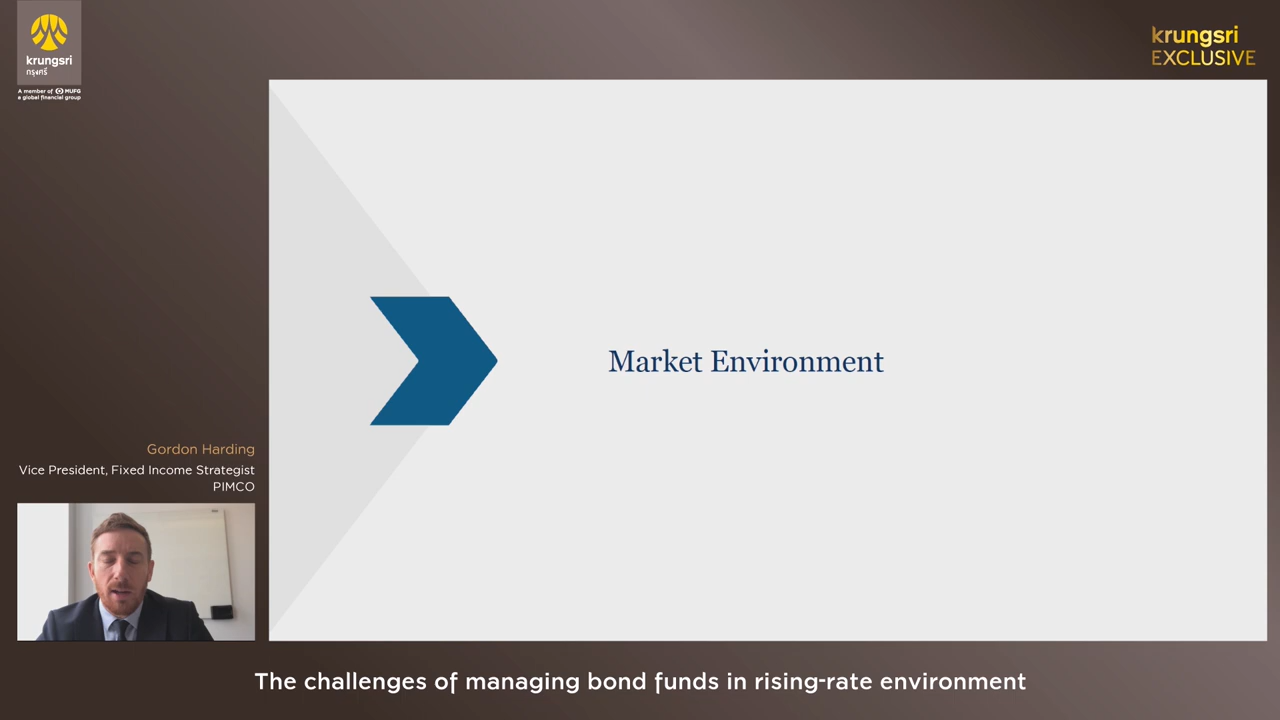 krungsri
กรุงศรี
A member of MUFG
a global financial group
krungsri
EXCLUSIVE
Market Environment
Gordon Harding
Vice President, Fixed Income Strategist
PIMCO
The challenges of managing bond funds in rising-rate environment